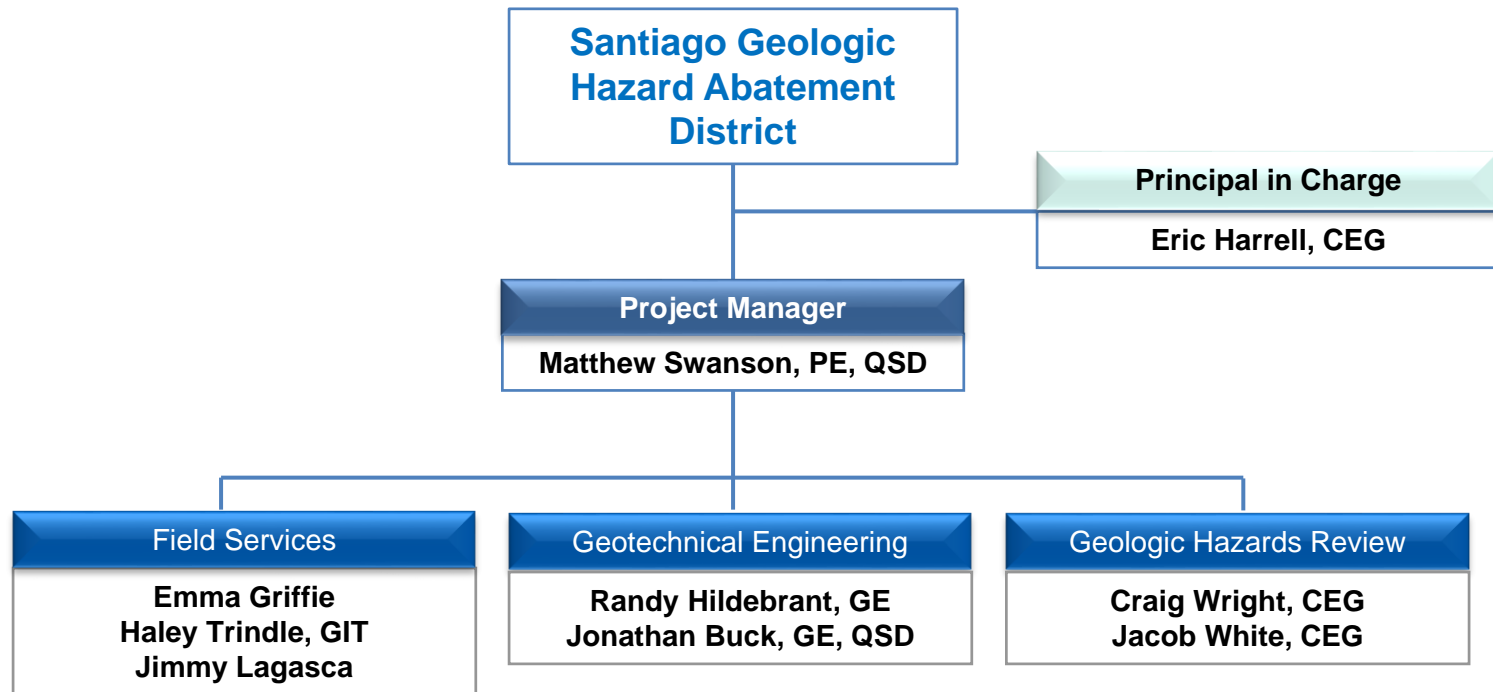 Santiago Geologic
Hazard Abatement
District
Principal in Charge
Eric Harrell, CEG
Project Manager
Matthew Swanson, PE, QSD
Field Services
Emma Griffie
Haley Trindle, GIT
Jimmy Lagasca
Geotechnical Engineering
Randy Hildebrant, GE
Jonathan Buck, GE, QSD
Geologic Hazards Review
Craig Wright, CEG
Jacob White, CEG